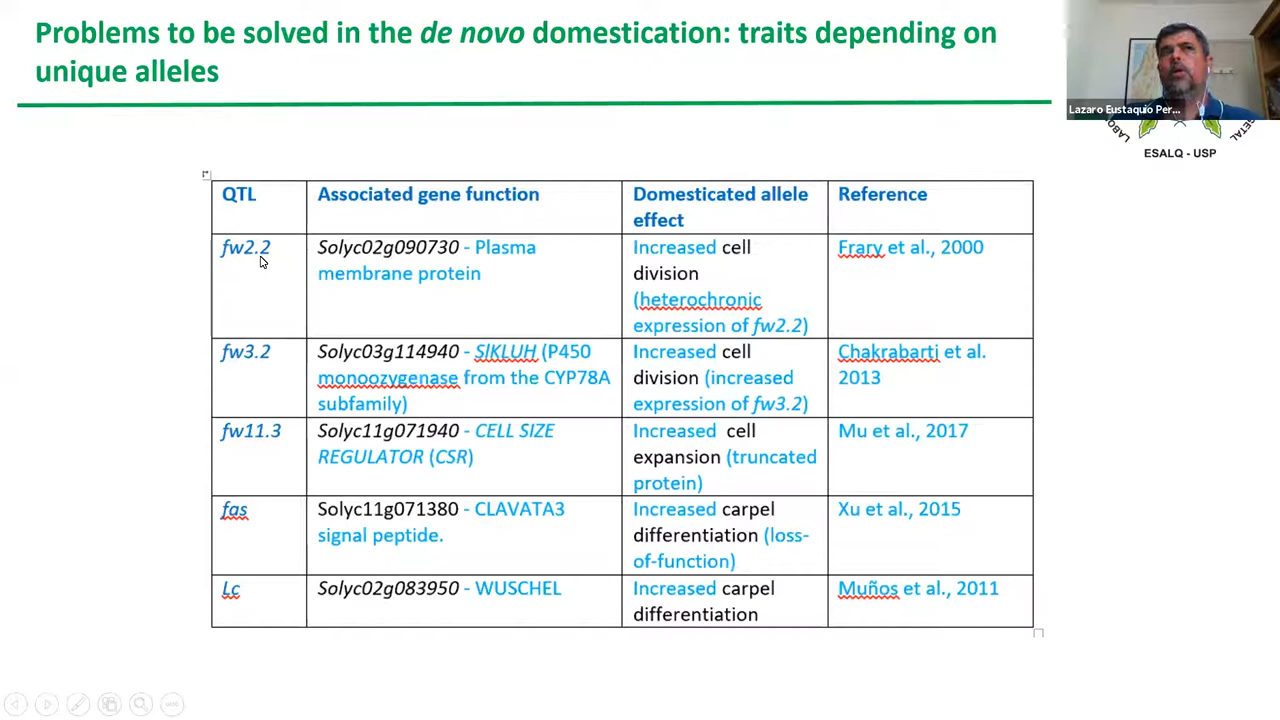 Problems to be solved in the de novo domestication: traits depending on
unique alleles
Lazaro Eustaquio Per...
ESALQ - USP
QTL
Associated gene function
Domesticated allele
effect
Reference
fw2.2
Solyc02g090730 - Plasma
membrane protein
Increased cell
division
(heterochronic
expression of fw2.2)
Frary et al., 2000
fw3.2
Solyc03g114940 - SlKLUH (P450
monoozygenase from the CYP78A
subfamily)
Increased cell
division (increased
expression of fw3.2)
Chakrabarti et al.
2013
fw11.3
Solyc11g071940 - CELL SIZE
REGULATOR (CSR)
Increased cell
expansion (truncated
protein)
Mu et al., 2017
fas
Solyc11g071380 - CLAVATA3
signal peptide.
Increased carpel
differentiation (loss-
of-function)
Xu et al., 2015
Lc
Solyc02g083950 - WUSCHEL
Increased carpel
differentiation
Muños et al., 2011